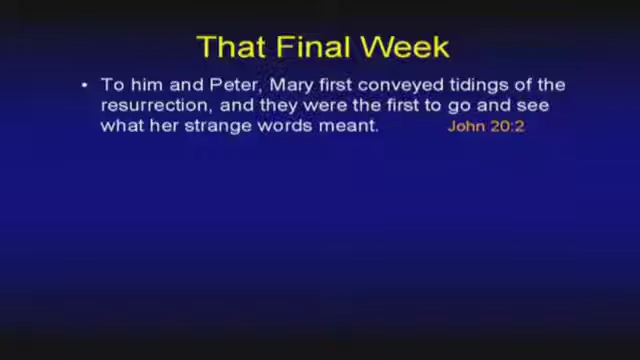 That Final Week
• To him and Peter, Mary first conveyed tidings of the
resurrection, and they were the first to go and see
what her strange words meant. John 20:2